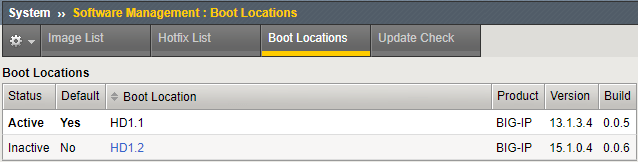 System ›› Software Management : Boot Locations
Image List Hotfix List Boot Locations Update Check
Boot Locations
Status Default Boot Location Product Version Build
Active Yes HD1.1 BIG-IP 13.1.3.4 0.0.5
Inactive No HD1.2 BIG-IP 15.1.0.4 0.0.6